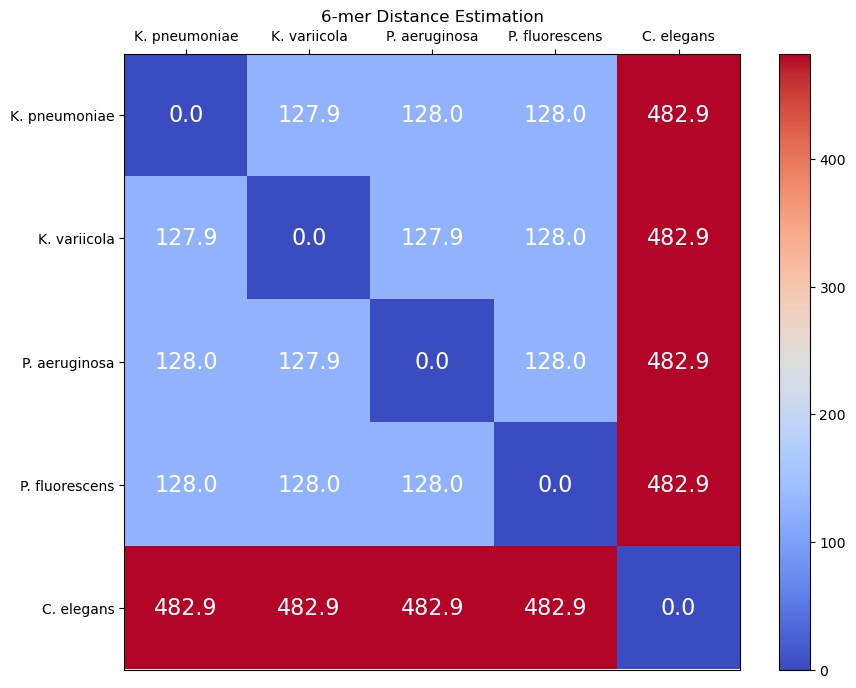 6-mer Distance Estimation
K. pneumoniae K. variicola P. aeruginosa P. fluorescens C. elegans
K. pneumoniae 0.0 127.9 128.0 128.0 482.9
K. variicola 127.9 0.0 127.9 128.0 482.9
P. aeruginosa 128.0 127.9 0.0 128.0 482.9
P. fluorescens 128.0 128.0 128.0 0.0 482.9
C. elegans 482.9 482.9 482.9 482.9 0.0
400
300
200
100
0